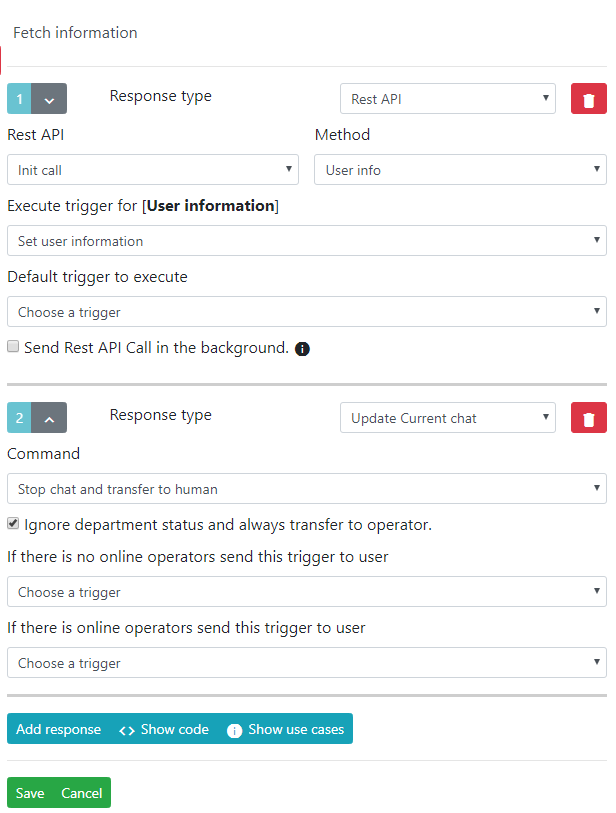 Fetch information
1 Response type Rest API
Rest API Method
Init call User info
Execute trigger for [User information]
Set user information
Default trigger to execute
Choose a trigger
Send Rest API Call in the background. i
2 Response type Update Current chat
Command
Stop chat and transfer to human
Ignore department status and always transfer to operator.
If there is no online operators send this trigger to user
Choose a trigger
If there is online operators send this trigger to user
Choose a trigger
Add response <> Show code i Show use cases
Save Cancel